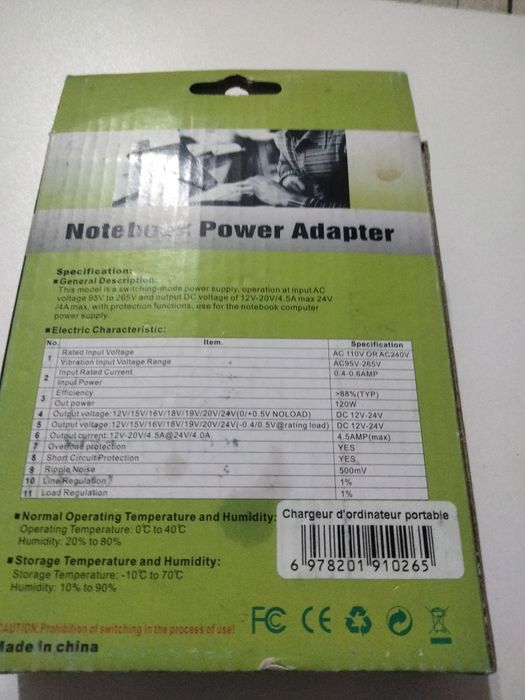 Notebook Power Adapter
Specification:
■General Description:
This model is a switching-mode power supply, operation at input AC
voltage 95V to 265V and output DC voltage of 12V-20V/4.5A max 24V
/4A max, with protection functions, use for the notebook computer
power supply.
■Electric Characteristic:
No. Item. Specification
1 Rated Input Voltage AC 110V OR AC240V
Vibration Input Voltage Range AC95V-265V
2 Input Rated Current 0.4-0.6AMP
Input Power
3 Efficiency >88%(TYP)
Out power 120W
4 Output voltage:12V/15V/16V/18V/19V/20V/24V(0/+0.5V NOLOAD) DC 12V-24V
5 Output voltage:12V/15V/16V/18V/19V/20V/24V(-0.4/0.5V@rating load) DC 12V-24V
6 Output current:12V-20V/4.5A@24V/4.0A 4.5AMP(max)
7 Overload protection YES
8 Short Circuit Protection YES
9 Ripple Noise 500mV
10 Line Regulation 1%
11 Load Regulation 1%
■Normal Operating Temperature and Humidity:
Operating Temperature: 0℃ to 40℃
Humidity: 20% to 80%
Chargeur d'ordinateur portable
6 978201 910265
■Storage Temperature and Humidity:
Storage Temperature: -10℃ to 70℃
Humidity: 10% to 90%
FC CE
CAUTION:Prohibition of switching in the process of use!
Made in china